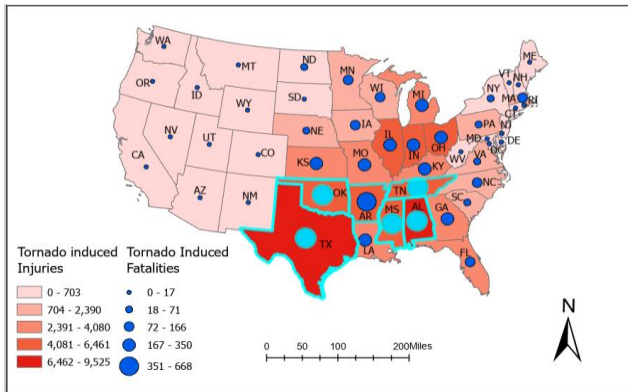 WA
MT
ND
MN
ME
VT
NH
OR
ID
WY
SD
WI
MI
NY
MA
RI
CT
NE
IA
PA
NJ
NV
UT
CO
IL
IN
OH
MD
DE
DC
WV
VA
CA
KS
MO
KY
NC
AZ
NM
OK
AR
TN
SC
MS
AL
GA
TX
LA
FL
Tornado induced
Injuries
0 - 703
704 - 2,390
2,391 - 4,080
4,081 - 6,461
6,462 - 9,525
Tornado Induced
Fatalities
0 - 17
18 - 71
72 - 166
167 - 350
351 - 668
0 50 100 200Miles
N